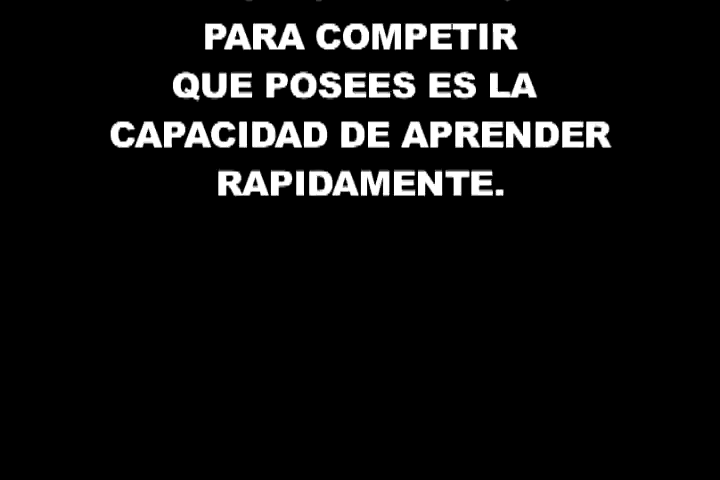 PARA COMPETIR
QUE POSEES ES LA
CAPACIDAD DE APRENDER
RAPIDAMENTE.